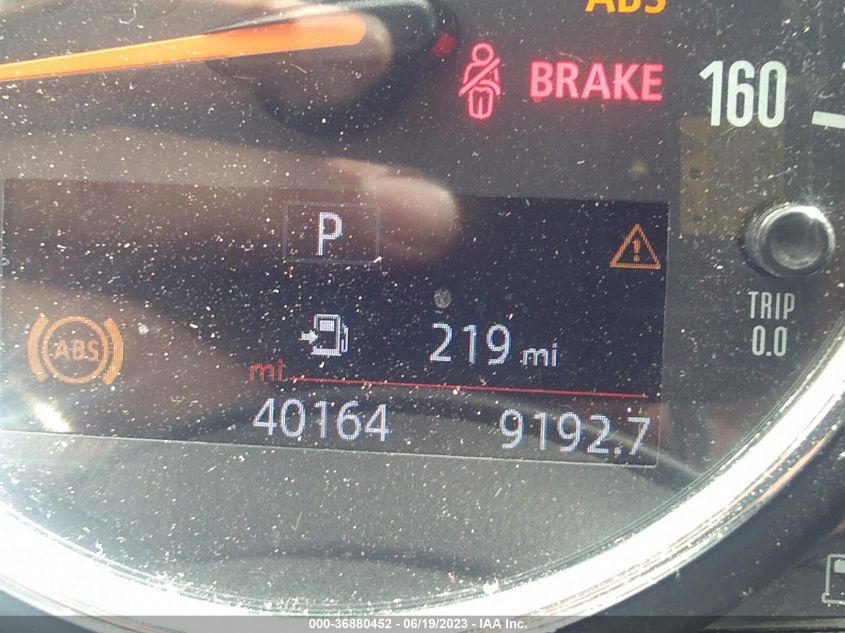 ABS
BRAKE
160
P
TRIP
0.0
ABS
219 mi
mi
40164 9192.7
000-36880452 - 06/19/2023 - IAA Inc.